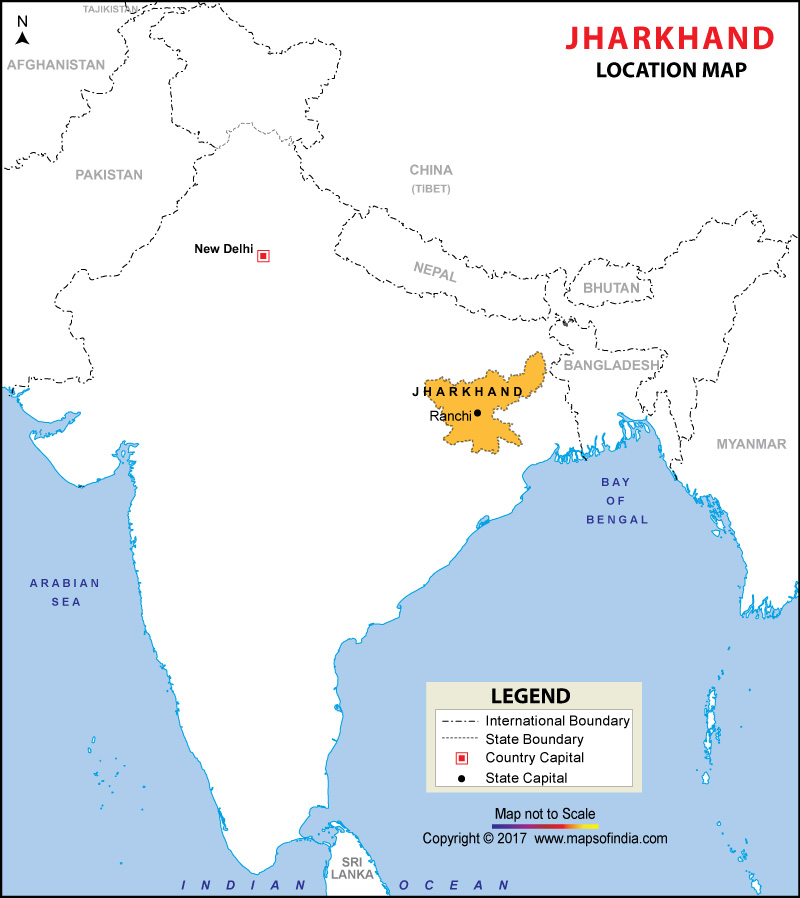 TAJIKISTAN
N
JHARKHAND
LOCATION MAP
AFGHANISTAN
PAKISTAN
CHINA
(TIBET)
New Delhi
NEPAL
BHUTAN
BANGLADESH
JHARKHAND
Ranchi
MYANMAR
BAY
OF
BENGAL
ARABIAN
SEA
LEGEND
International Boundary
State Boundary
Country Capital
State Capital
Map not to Scale
Copyright © 2017 www.mapsofindia.com
SRI
LANKA
INDIAN OCEAN